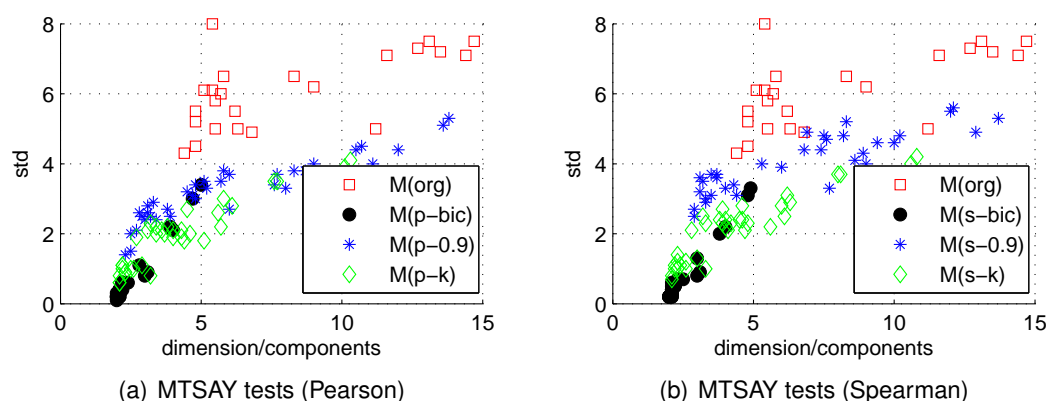 8
6
4
2
0
std
0
5
10
15
dimension/components
M(org)
M(p−bic)
M(p−0.9)
M(p−k)
(a) MTSAY tests (Pearson)
8
6
4
2
0
std
0
5
10
15
dimension/components
M(org)
M(s−bic)
M(s−0.9)
M(s−k)
(b) MTSAY tests (Spearman)